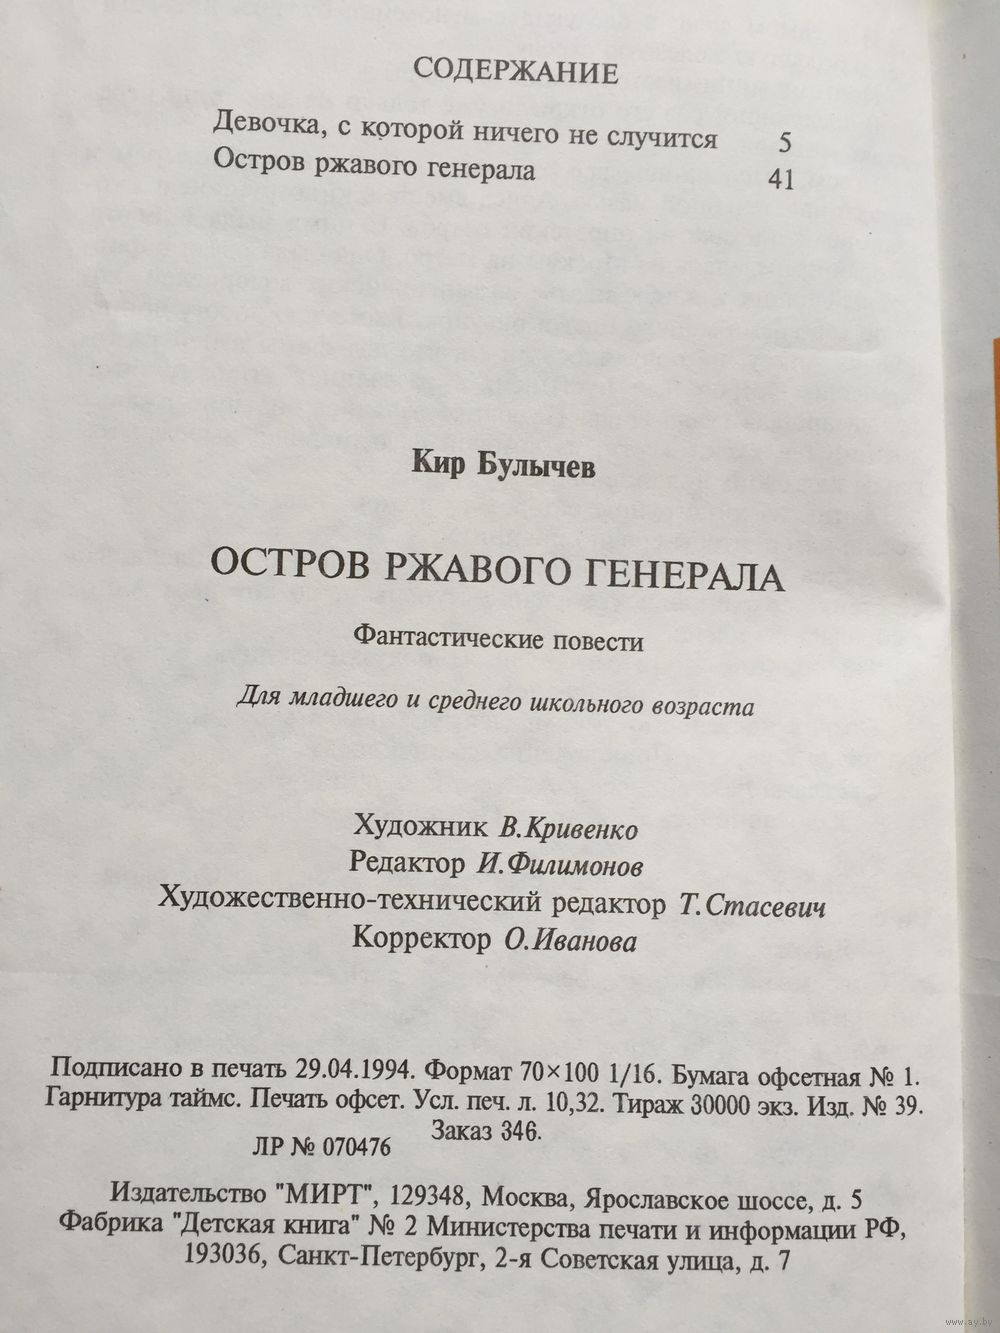 СОДЕРЖАНИЕ
Девочка, с которой ничего не случится 5
Остров ржавого генерала 41
Кир Булычев
ОСТРОВ РЖАВОГО ГЕНЕРАЛА
Фантастические повести
Для младшего и среднего школьного возраста
Художник В.Кривенко
Редактор И.Филимонов
Художественно-технический редактор Т.Стасевич
Корректор О.Иванова
Подписано в печать 29.04.1994. Формат 70×100 1/16. Бумага офсетная № 1.
Гарнитура таймс. Печать офсет. Усл. печ. л. 10,32. Тираж 30000 экз. Изд. № 39.
Заказ 346.
ЛР № 070476
Издательство "МИРТ", 129348, Москва, Ярославское шоссе, д. 5
Фабрика "Детская книга" № 2 Министерства печати и информации РФ,
193036, Санкт-Петербург, 2-я Советская улица, д. 7
www.ay.by